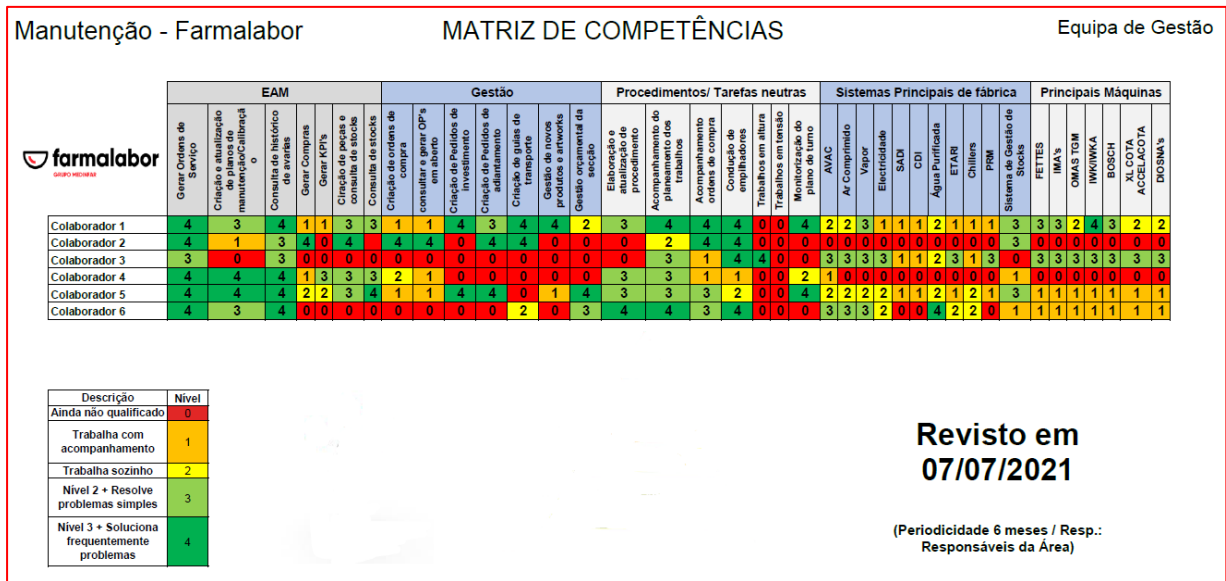 Manutenção - Farmalabor
MATRIZ DE COMPETÊNCIAS
Equipa de Gestão
farmalabor
GRUPO MEDINFAR
EAM
Gestão
Procedimentos/ Tarefas neutras
Sistemas Principais de fábrica
Principais Máquinas
Gerar Ordens de Serviço
Criação e atualização de planos de manutenção/Calibraçã o
Consulta de histórico de avarias
Gerar Compras
Gerar KPI's
Ciração de peças e consulta de stocks
Consulta de stocks
Criação de ordens de compra
consultar e gerar OP's em aberto
Criação de Pedidos de investimento
Criação de Pedidos de adiantamento
Criação de guias de transporte
Gestão de novos produtos e artworks
Gestão orçamental da secção
Elaboração e atualização de procedimento
Acompanhamento do planeamento dos trabalhos
Acompanhamento ordens de compra
Condução de empilhadores
Trabalhos em altura
Trabalhos em tensão
Monitorização do plano de turno
AVAC
Ar Comprimido
Vapor
Electricidade
SADI
CDI
Água Purificada
ETARI
Chillers
PRM
Sistema de Gestão de Stocks
FETTES
IMA's
OMAS TGM
IWK/WKA
BOSCH
XL COTA ACCELACOTA
DIOSNA's
Colaborador 1 4 3 4 1 1 3 3 1 1 4 3 4 4 2 3 4 4 4 0 0 4 2 2 3 1 1 1 2 1 1 1 3 3 3 2 4 3 2 2
Colaborador 2 4 1 3 4 0 4 4 4 0 4 4 0 0 0 2 4 4 0 0 0 0 0 0 0 0 0 0 0 0 0 3 0 0 0 0 0 0 0
Colaborador 3 3 0 3 0 0 0 0 0 0 0 0 0 0 0 0 3 1 4 4 0 0 3 3 3 3 1 1 2 3 1 3 0 3 3 3 3 3 3 3
Colaborador 4 4 4 4 1 3 3 3 2 1 0 0 0 0 0 3 3 1 1 0 0 2 1 0 0 0 0 0 0 0 0 0 1 0 0 0 0 0 0 0
Colaborador 5 4 4 4 2 2 3 4 1 1 4 4 0 1 4 3 3 3 2 0 0 4 2 2 2 2 1 1 2 1 2 1 3 1 1 1 1 1 1 1
Colaborador 6 4 3 4 0 0 0 0 0 0 0 0 2 0 3 4 4 3 4 0 0 0 3 3 3 2 0 0 4 2 2 0 1 1 1 1 1 1 1 1
Descrição Nível
Ainda não qualificado 0
Trabalha com
acompanhamento 1
Trabalha sozinho 2
Nível 2 + Resolve
problemas simples 3
Nível 3 + Soluciona
frequentemente 4
problemas
Revisto em
07/07/2021
(Periodicidade 6 meses / Resp.:
Responsáveis da Área)